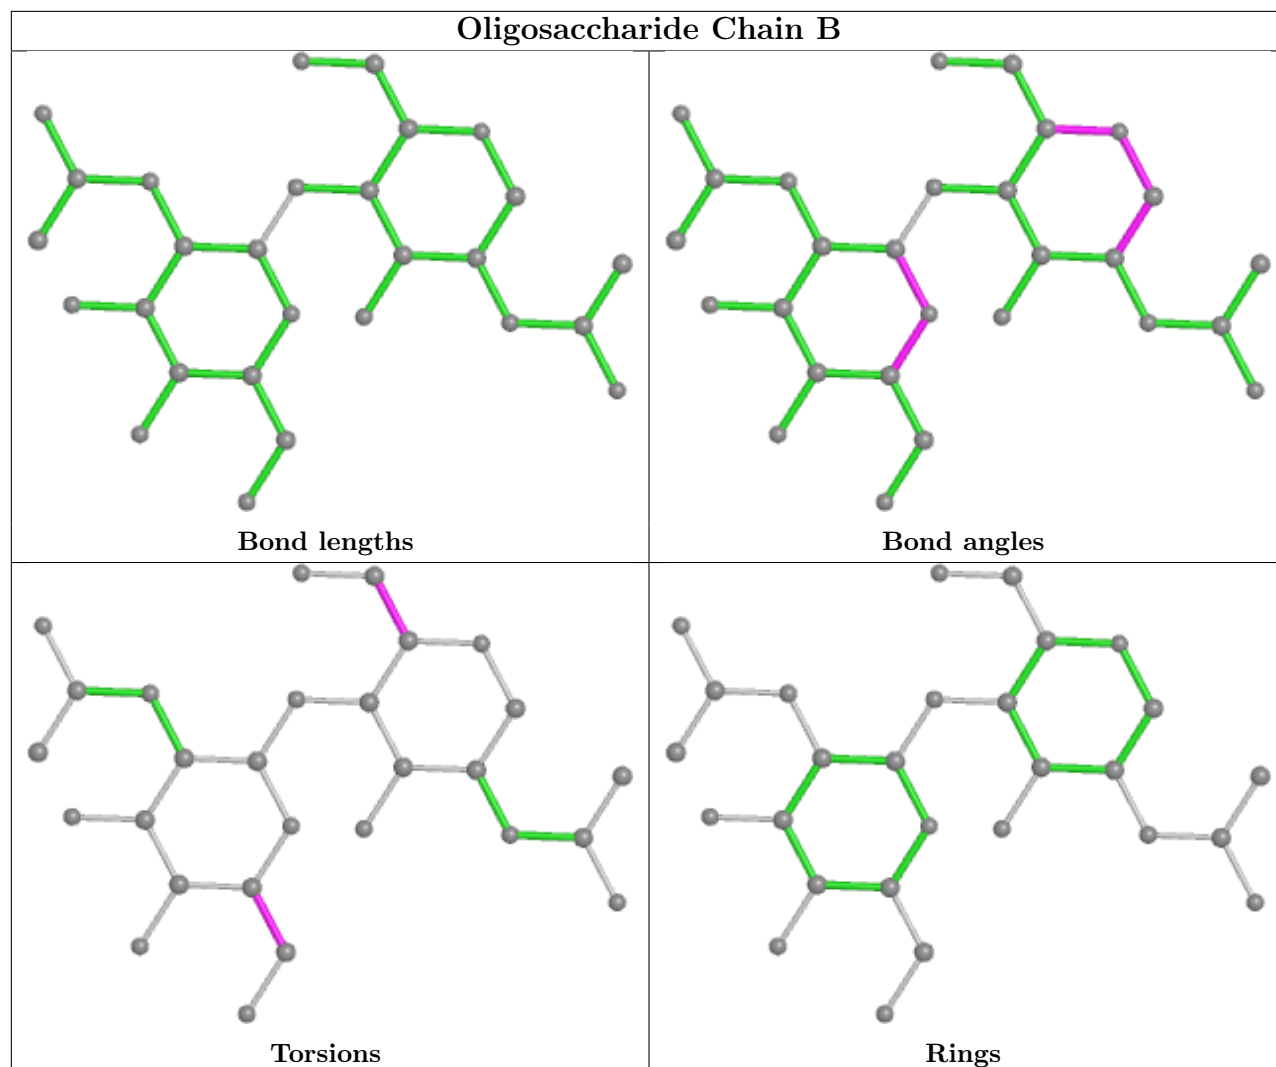 Oligosaccharide Chain B
Bond lengths
Bond angles
Torsions
Rings